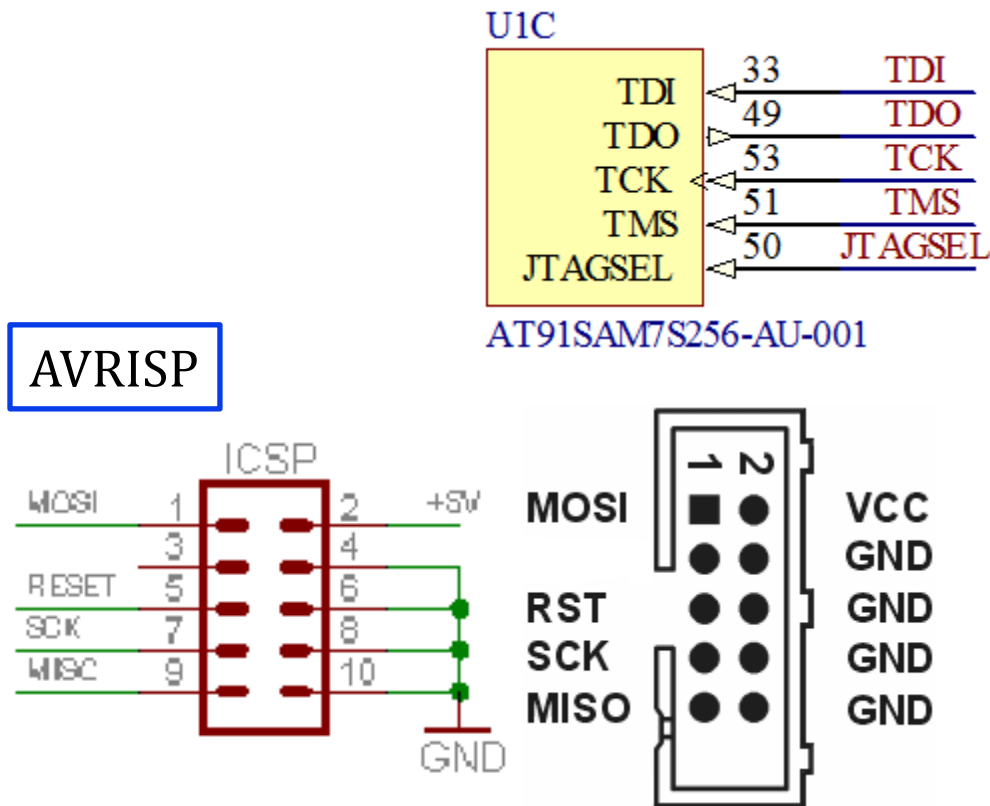 U1C
TDI 33 TDI
TDO 49 TDO
TCK 53 TCK
TMS 51 TMS
JTAGSEL 50 JTAGSEL
AT91SAM7S256-AU-001
AVRISP
ICSP
MOSI 1 2 +5V
3 4
RESET 5 6
SCK 7 8
MISO 9 10
GND
1 2
MOSI VCC
GND
RST GND
SCK GND
MISO GND